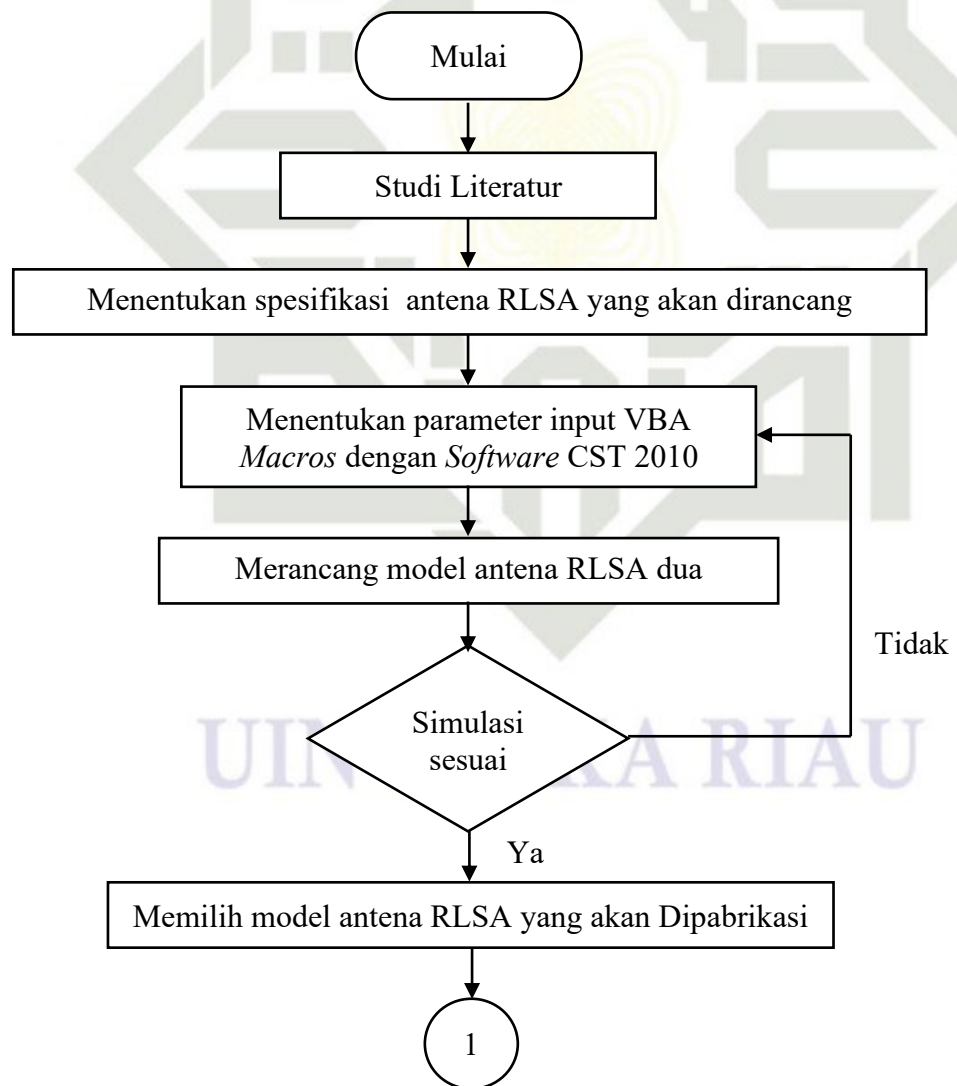 Mulai
Studi Literatur
Menentukan spesifikasi antena RLSA yang akan dirancang
Menentukan parameter input VBA
Macros dengan Software CST 2010
Merancang model antena RLSA dua
Tidak
Simulasi
sesuai
UIN KA RIAU
Ya
Memilih model antena RLSA yang akan Dipabrikasi
1